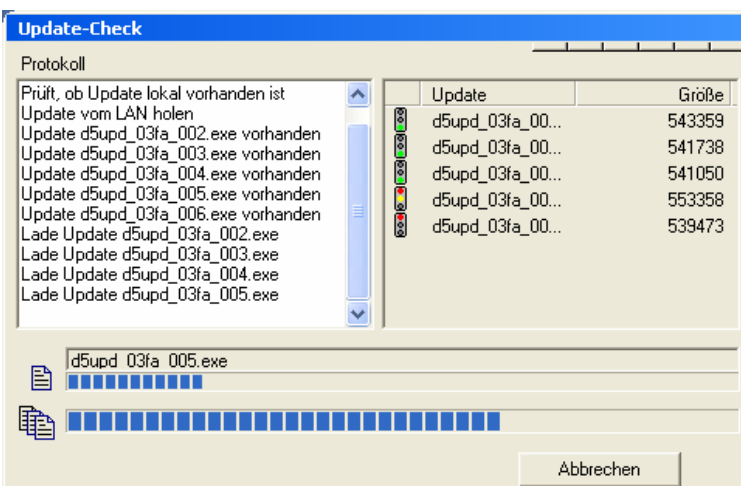 Update-Check
Protokoll
Prüft, ob Update lokal vorhanden ist
Update vom LAN holen
Update d5upd_03fa_002.exe vorhanden
Update d5upd_03fa_003.exe vorhanden
Update d5upd_03fa_004.exe vorhanden
Update d5upd_03fa_005.exe vorhanden
Update d5upd_03fa_006.exe vorhanden
Lade Update d5upd_03fa_002.exe
Lade Update d5upd_03fa_003.exe
Lade Update d5upd_03fa_004.exe
Lade Update d5upd_03fa_005.exe
Update Größe
d5upd_03fa_00... 543359
d5upd_03fa_00... 541738
d5upd_03fa_00... 541050
d5upd_03fa_00... 553358
d5upd_03fa_00... 539473
d5upd_03fa_005.exe
Abbrechen